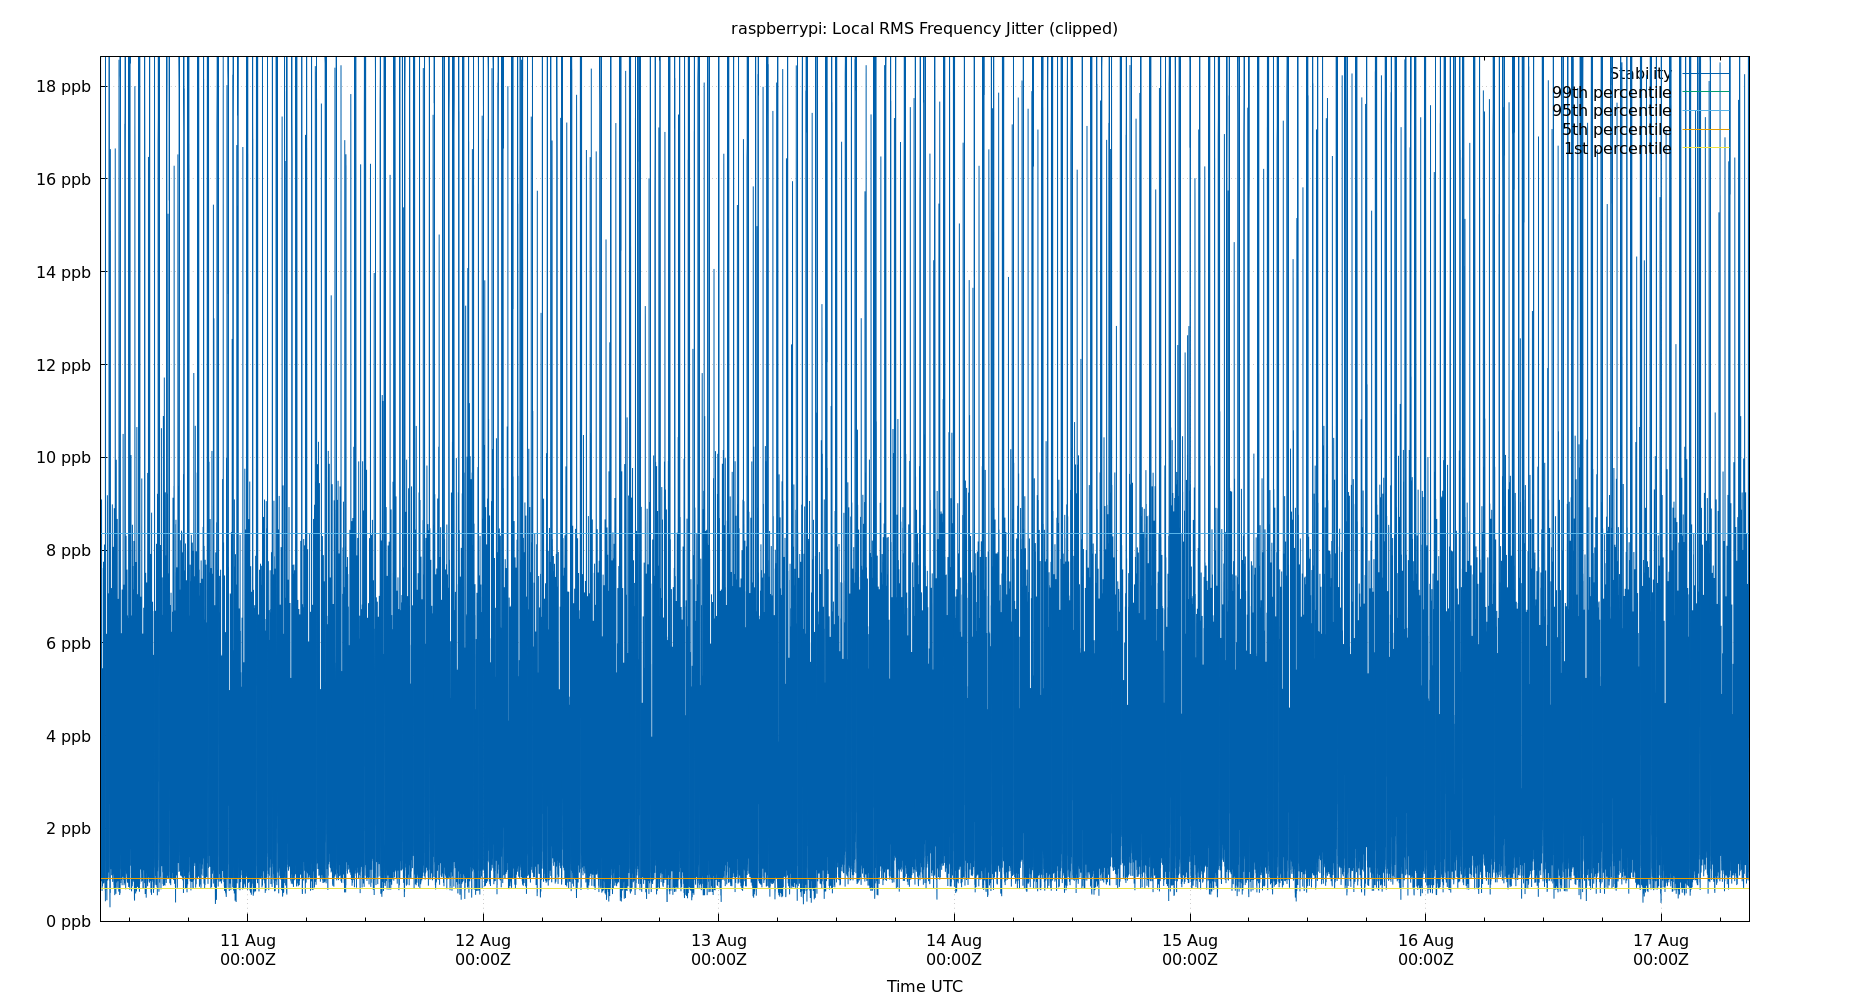 raspberrypi: Local RMS Frequency Jitter (clipped)
18 ppb
16 ppb
14 ppb
12 ppb
10 ppb
8 ppb
6 ppb
4 ppb
2 ppb
0 ppb
Stability
99th percentile
95th percentile
5th percentile
1st percentile
11 Aug
00:00Z
12 Aug
00:00Z
13 Aug
00:00Z
14 Aug
00:00Z
15 Aug
00:00Z
16 Aug
00:00Z
17 Aug
00:00Z
Time UTC